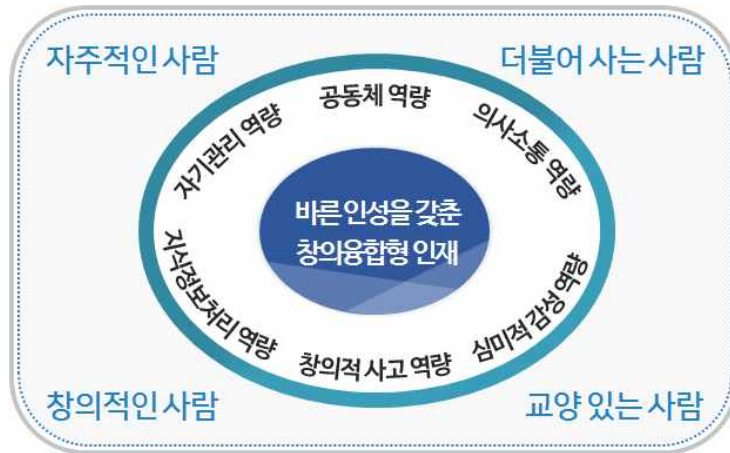 자주적인 사람
더불어 사는 사람
공동체 역량
자기관리 역량
의사소통 역량
바른 인성을 갖춘
창의융합형 인재
지식정보처리 역량
창의적 사고 역량
심미적 감성 역량
창의적인 사람
교양 있는 사람